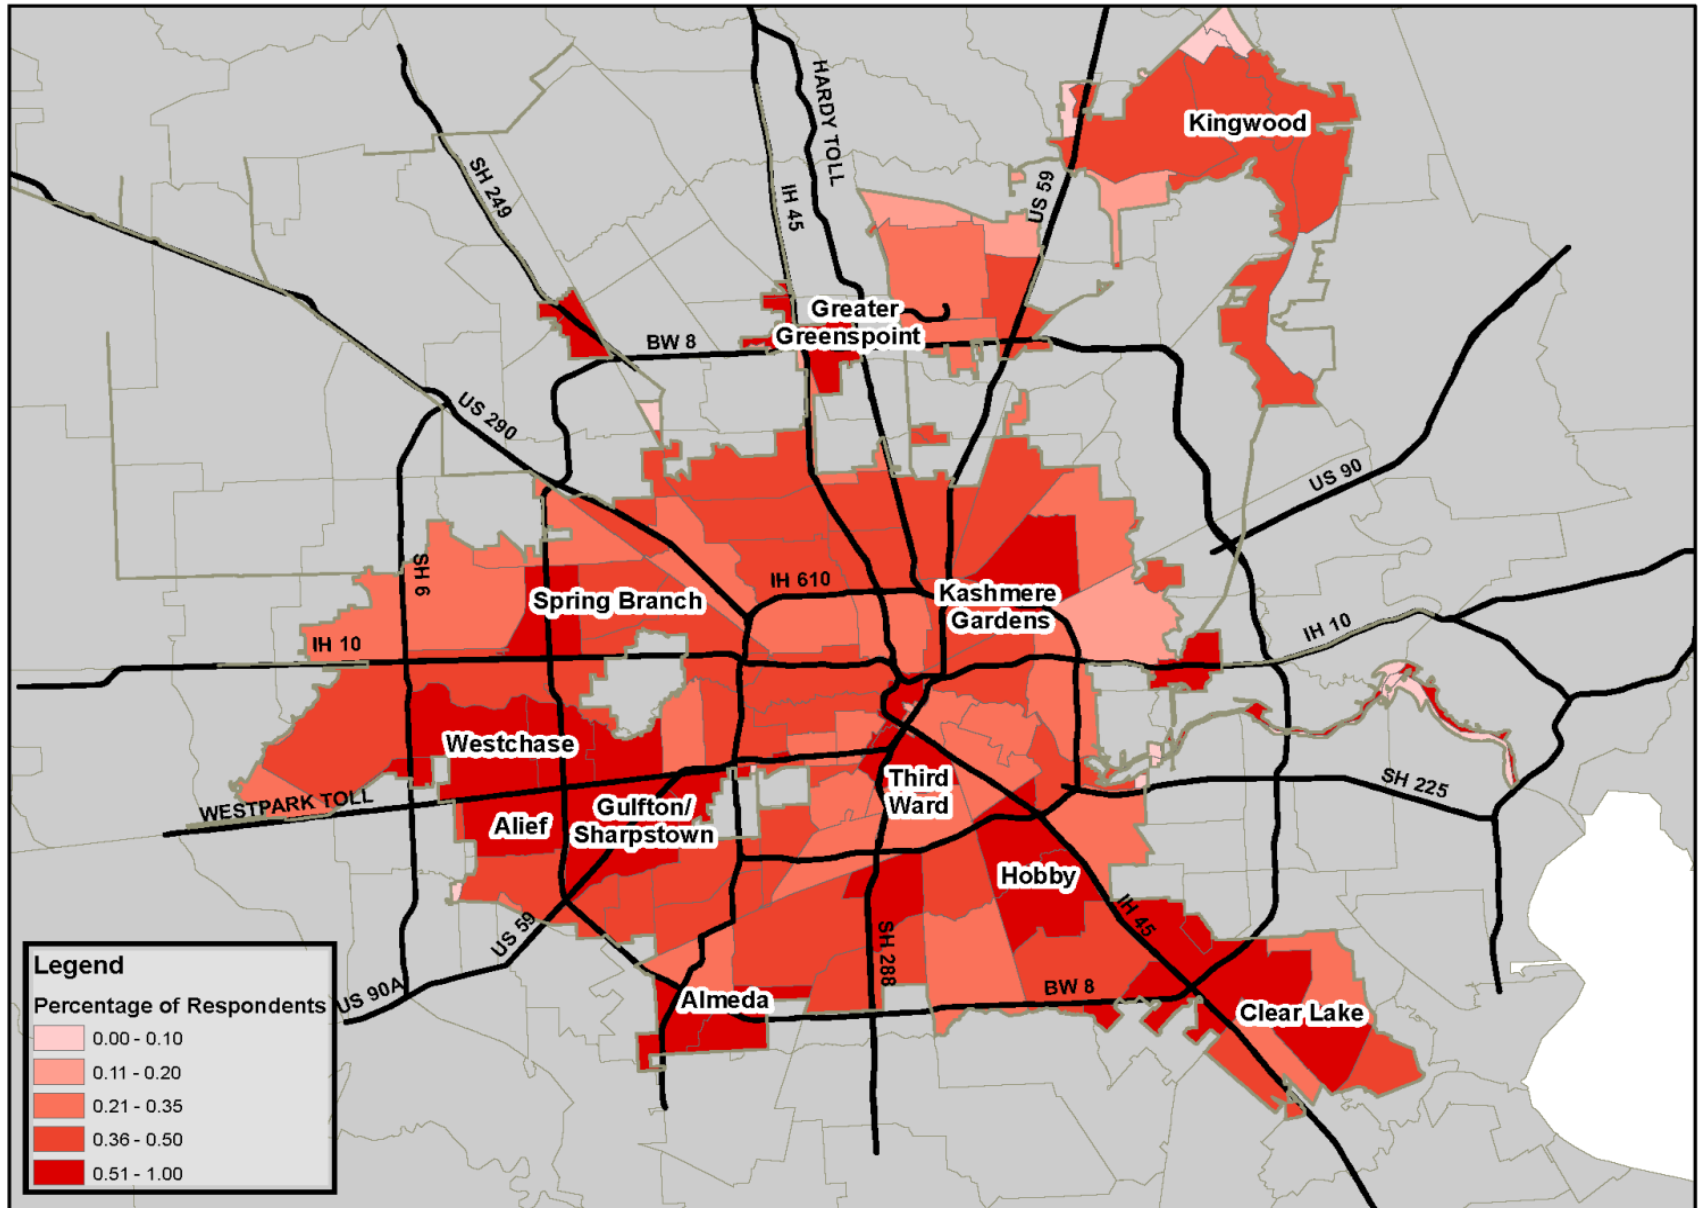 HARDY TOLL
Kingwood
SH 249
IH 45
US 59
Greater
Greenspoint
BW 8
US 290
US 90
SH 6
IH 610
Kashmere
Gardens
Spring Branch
IH 10
IH 10
Westchase
WESTPARK TOLL
Third
Ward
SH 225
Gulfton/
Sharpstown
Alief
Hobby
IH 45
US 59
SH 288
US 90A
Almeda
BW 8
Clear Lake
Legend
Percentage of Respondents
0.00 - 0.10
0.11 - 0.20
0.21 - 0.35
0.36 - 0.50
0.51 - 1.00